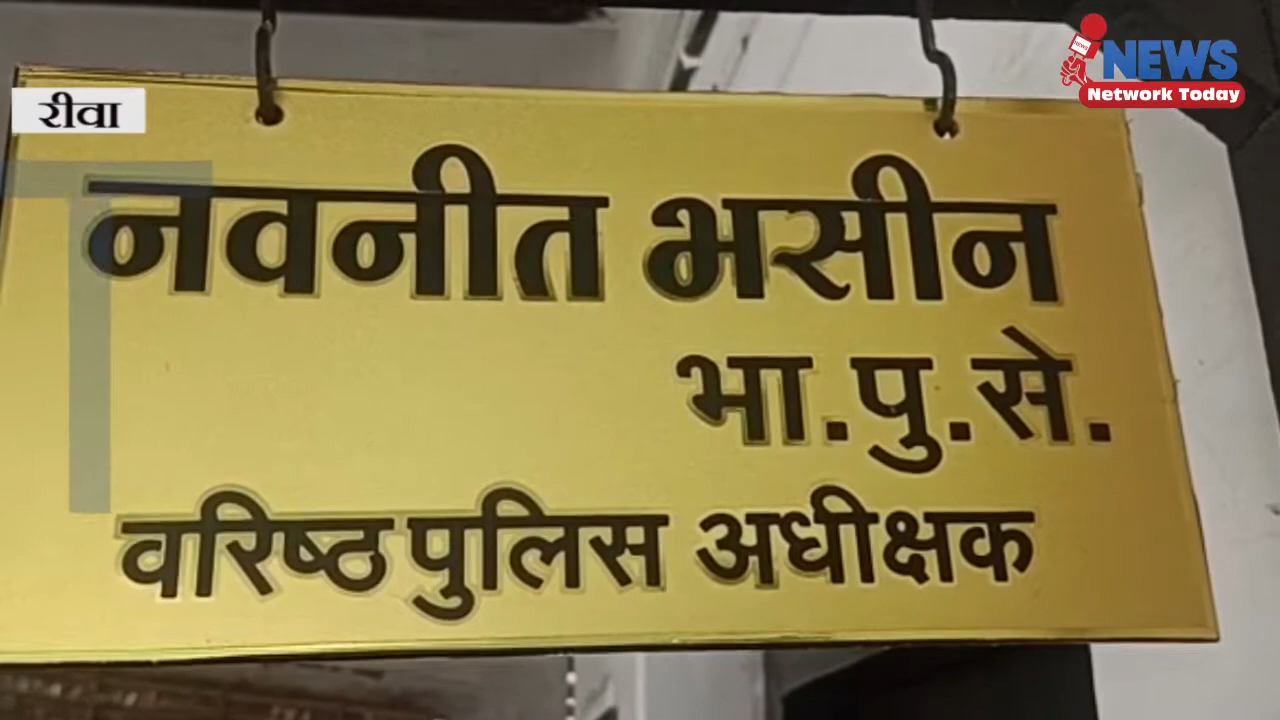 NEWS
Network Today
रीवा
नवनीत भसीन
भा.पु.से.
वरिष्ठ पुलिस अधीक्षक